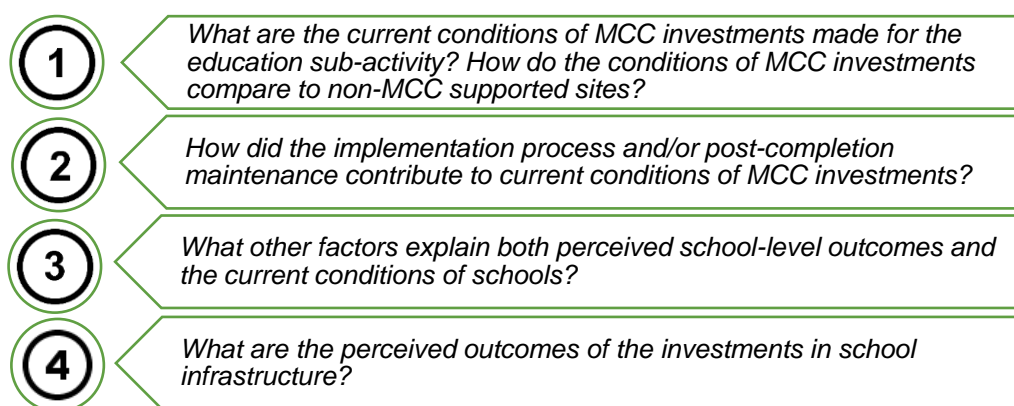 1
What are the current conditions of MCC investments made for the
education sub-activity? How do the conditions of MCC investments
compare to non-MCC supported sites?
2
How did the implementation process and/or post-completion
maintenance contribute to current conditions of MCC investments?
3
What other factors explain both perceived school-level outcomes and
the current conditions of schools?
4
What are the perceived outcomes of the investments in school
infrastructure?